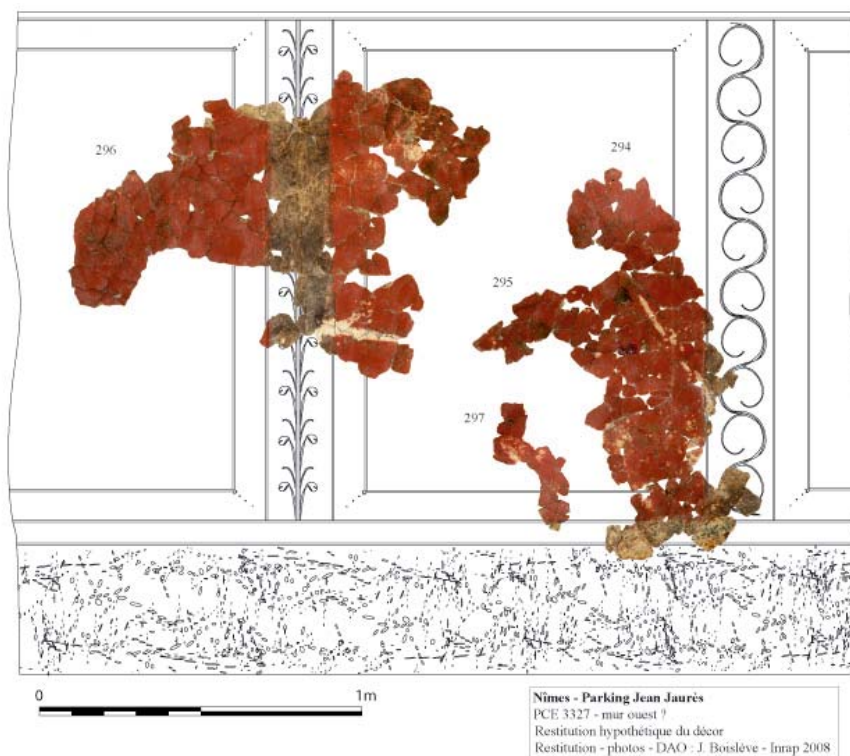 296
294
295
297
0
1m
Nîmes - Parking Jean Jaurès
PCE 3327 - mur ouest ?
Restitution hypothétique du décor
Restitution - photos - DAO : J. Boislève - Inrap 2008